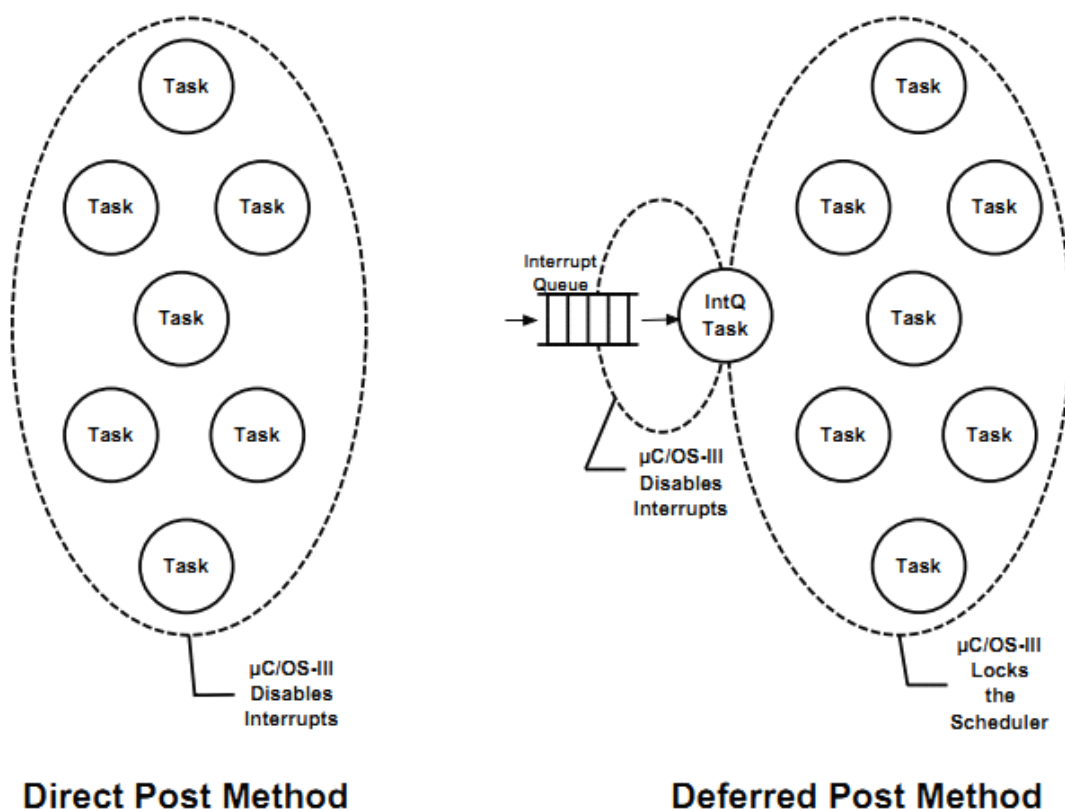 Task
Task
Task
Task
Task
Task
Task
µC/OS-III
Disables
Interrupts
Direct Post Method
Interrupt
Queue
IntQ
Task
µC/OS-III
Disables
Interrupts
Task
Task
Task
Task
Task
Task
Task
µC/OS-III
Locks
the
Scheduler
Deferred Post Method